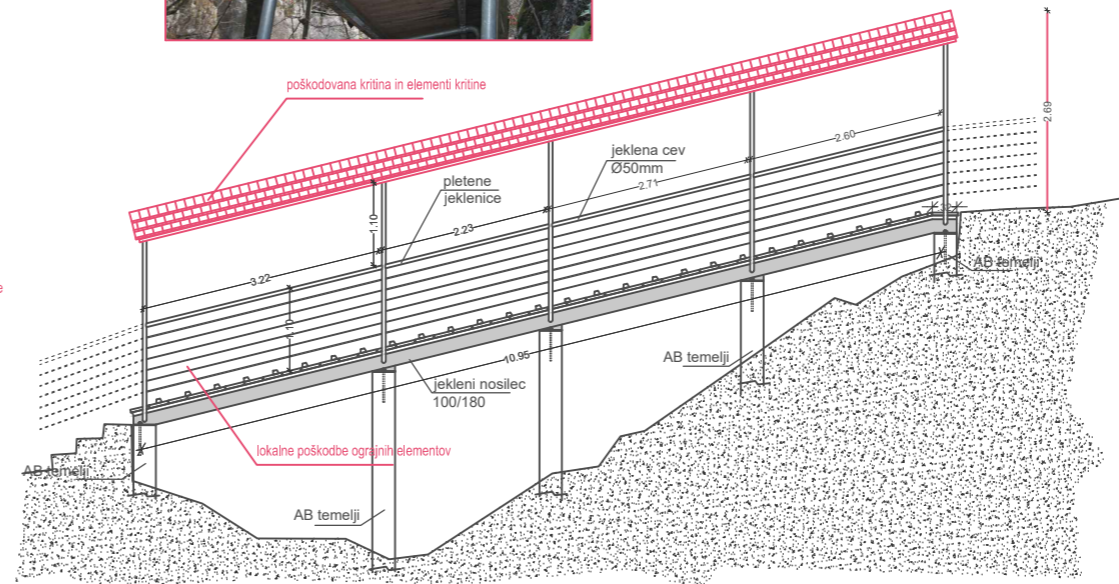 poškodovana kritina in elementi kritine
2.69
2.60
jeklena cev
Ø50mm
2.71
pletene
jeklenice
1.10
2.23
3.22
1.10
AB temelji
10.95
AB temelji
jekleni nosilec
100/180
lokalne poškodbe ograjnih elementov
AB temelji
AB temelji